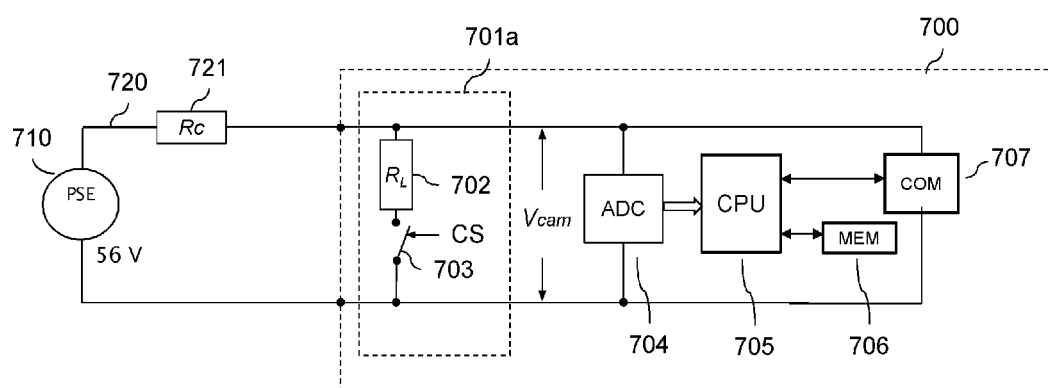 700
701a
721
720
Rc
710
PSE
56 V
RL
702
CS
703
Vcam
ADC
CPU
COM
707
MEM
704
705
706